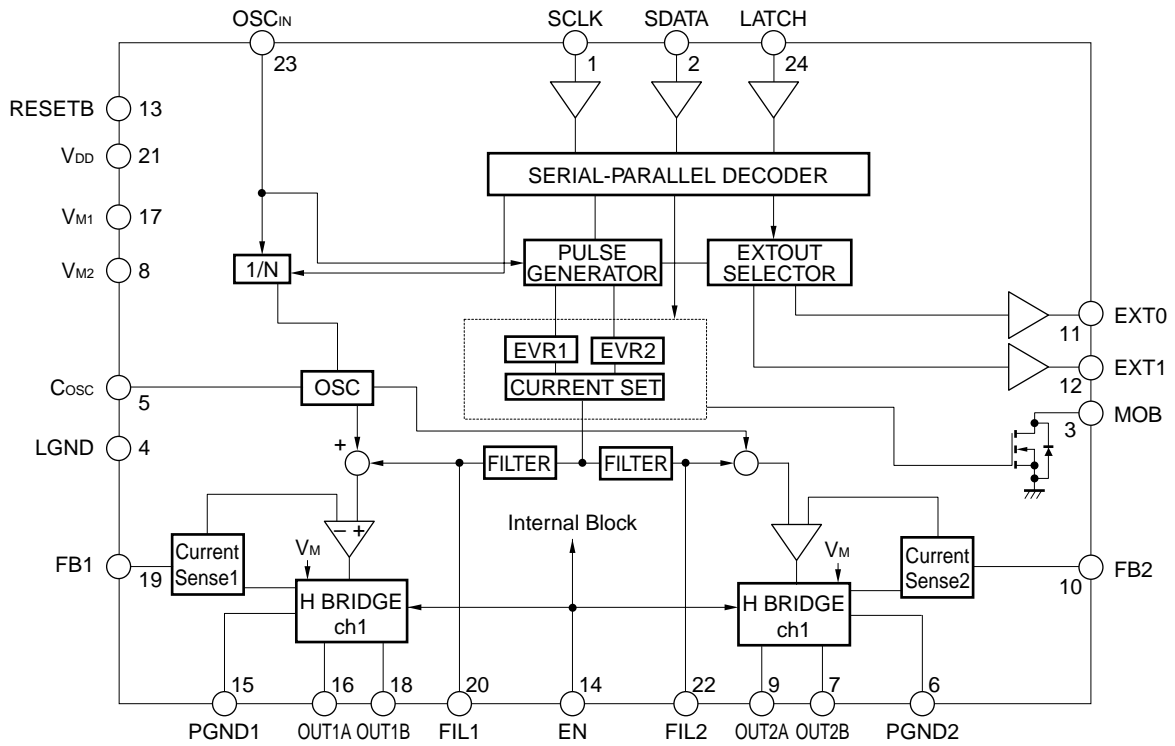 OSCIN SCLK SDATA LATCH
23 1 2 24
RESETB 13
VDD 21
SERIAL-PARALLEL DECODER
VM1 17
VM2 8
1/N
PULSE
GENERATOR
EXTOUT
SELECTOR
EXT0
11
EVR1 EVR2
CURRENT SET
EXT1
12
COSC
5
OSC
MOB
3
LGND 4
+
FILTER FILTER
Internal Block
− +
FB1
19
Current
Sense1
VM
VM
Current
Sense2
FB2
10
H BRIDGE
ch1
H BRIDGE
ch1
15 16 18 20 14 22 9 7 6
PGND1 OUT1A OUT1B FIL1 EN FIL2 OUT2A OUT2B PGND2